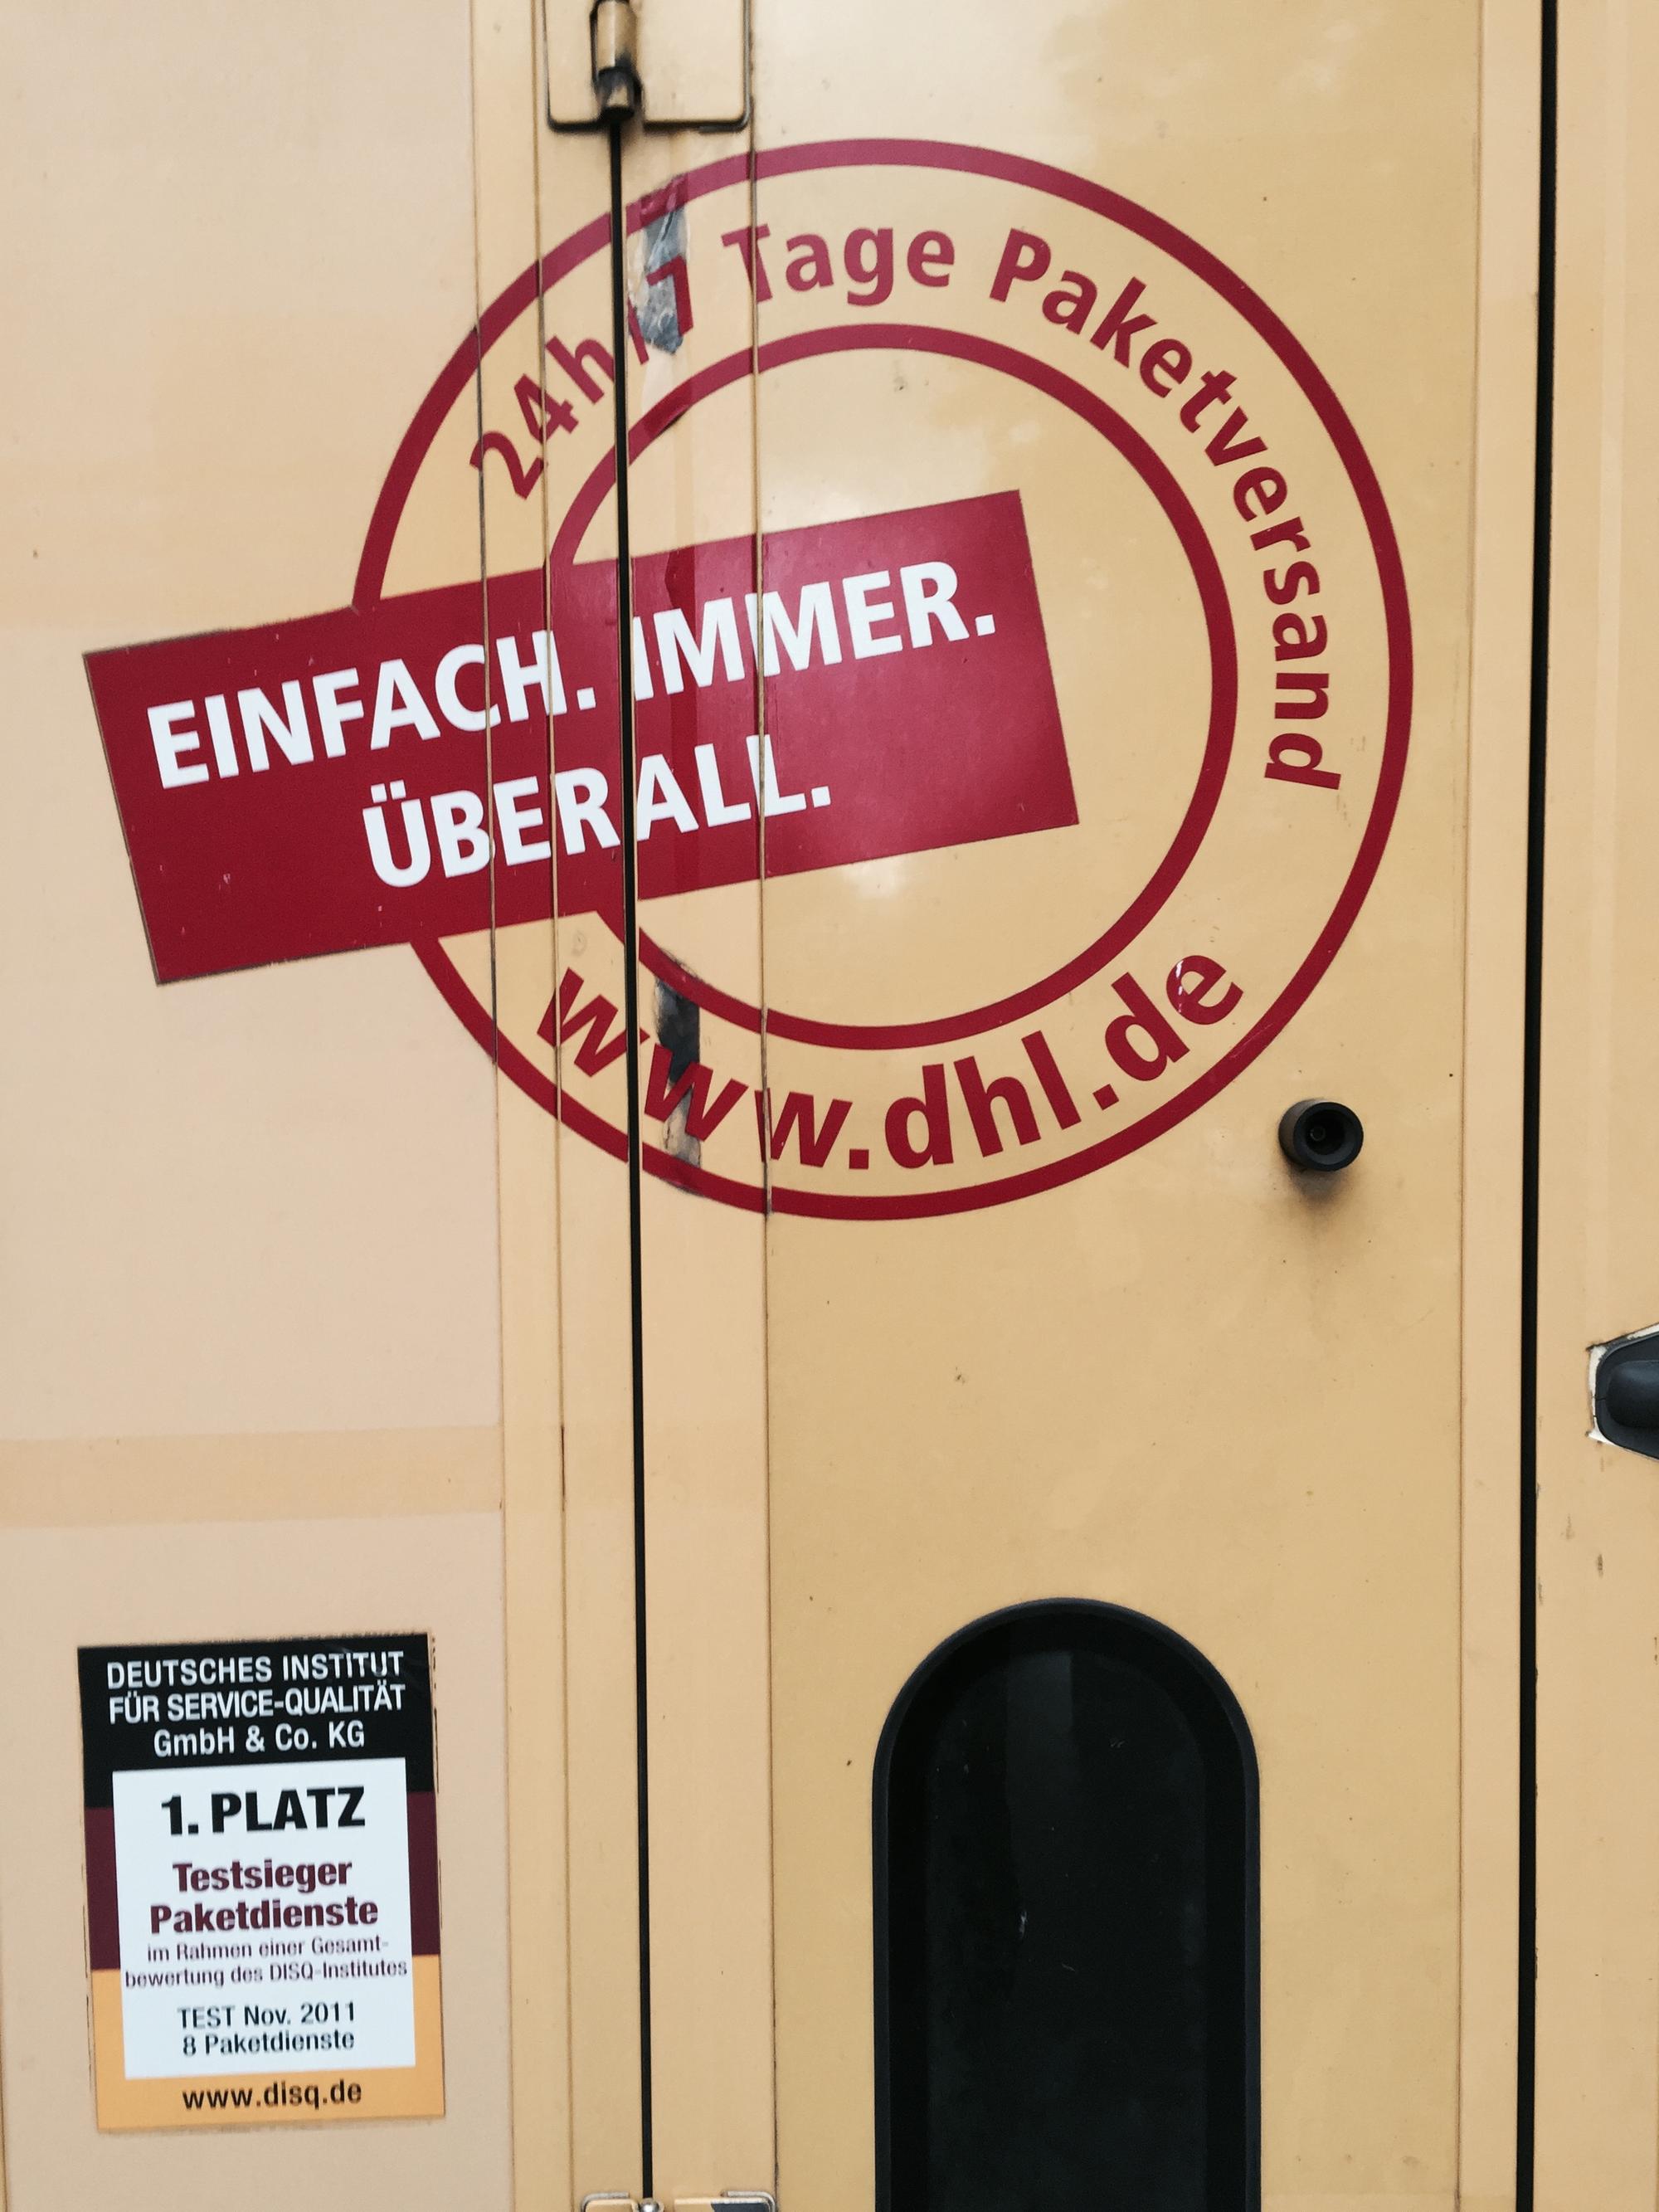 24h / 7 Tage Paketversand
EINFACH. IMMER.
ÜBERALL.
www.dhl.de
DEUTSCHES INSTITUT
FÜR SERVICE-QUALITÄT
GmbH & Co. KG
1. PLATZ
Testsieger
Paketdienste
im Rahmen einer Gesamt-
bewertung des DISQ-Institutes
TEST Nov. 2011
8 Paketdienste
www.disq.de